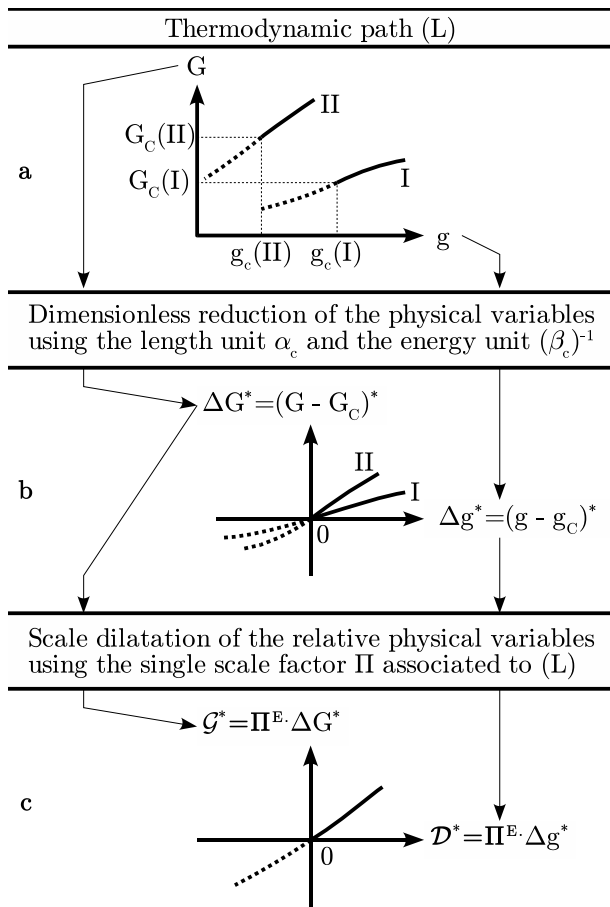 Thermodynamic path (L)
G
II
G_C(II)
a
G_C(I)
I
g_c(II) g_c(I)
g
Dimensionless reduction of the physical variables
using the length unit α_c and the energy unit (β_c)^-1
ΔG*=(G - G_C)*
II
b
I
0
Δg*=(g - g_C)*
Scale dilatation of the relative physical variables
using the single scale factor Π associated to (L)
𝒢*=Π^E.ΔG*
c
0
𝒟*=Π^E.Δg*